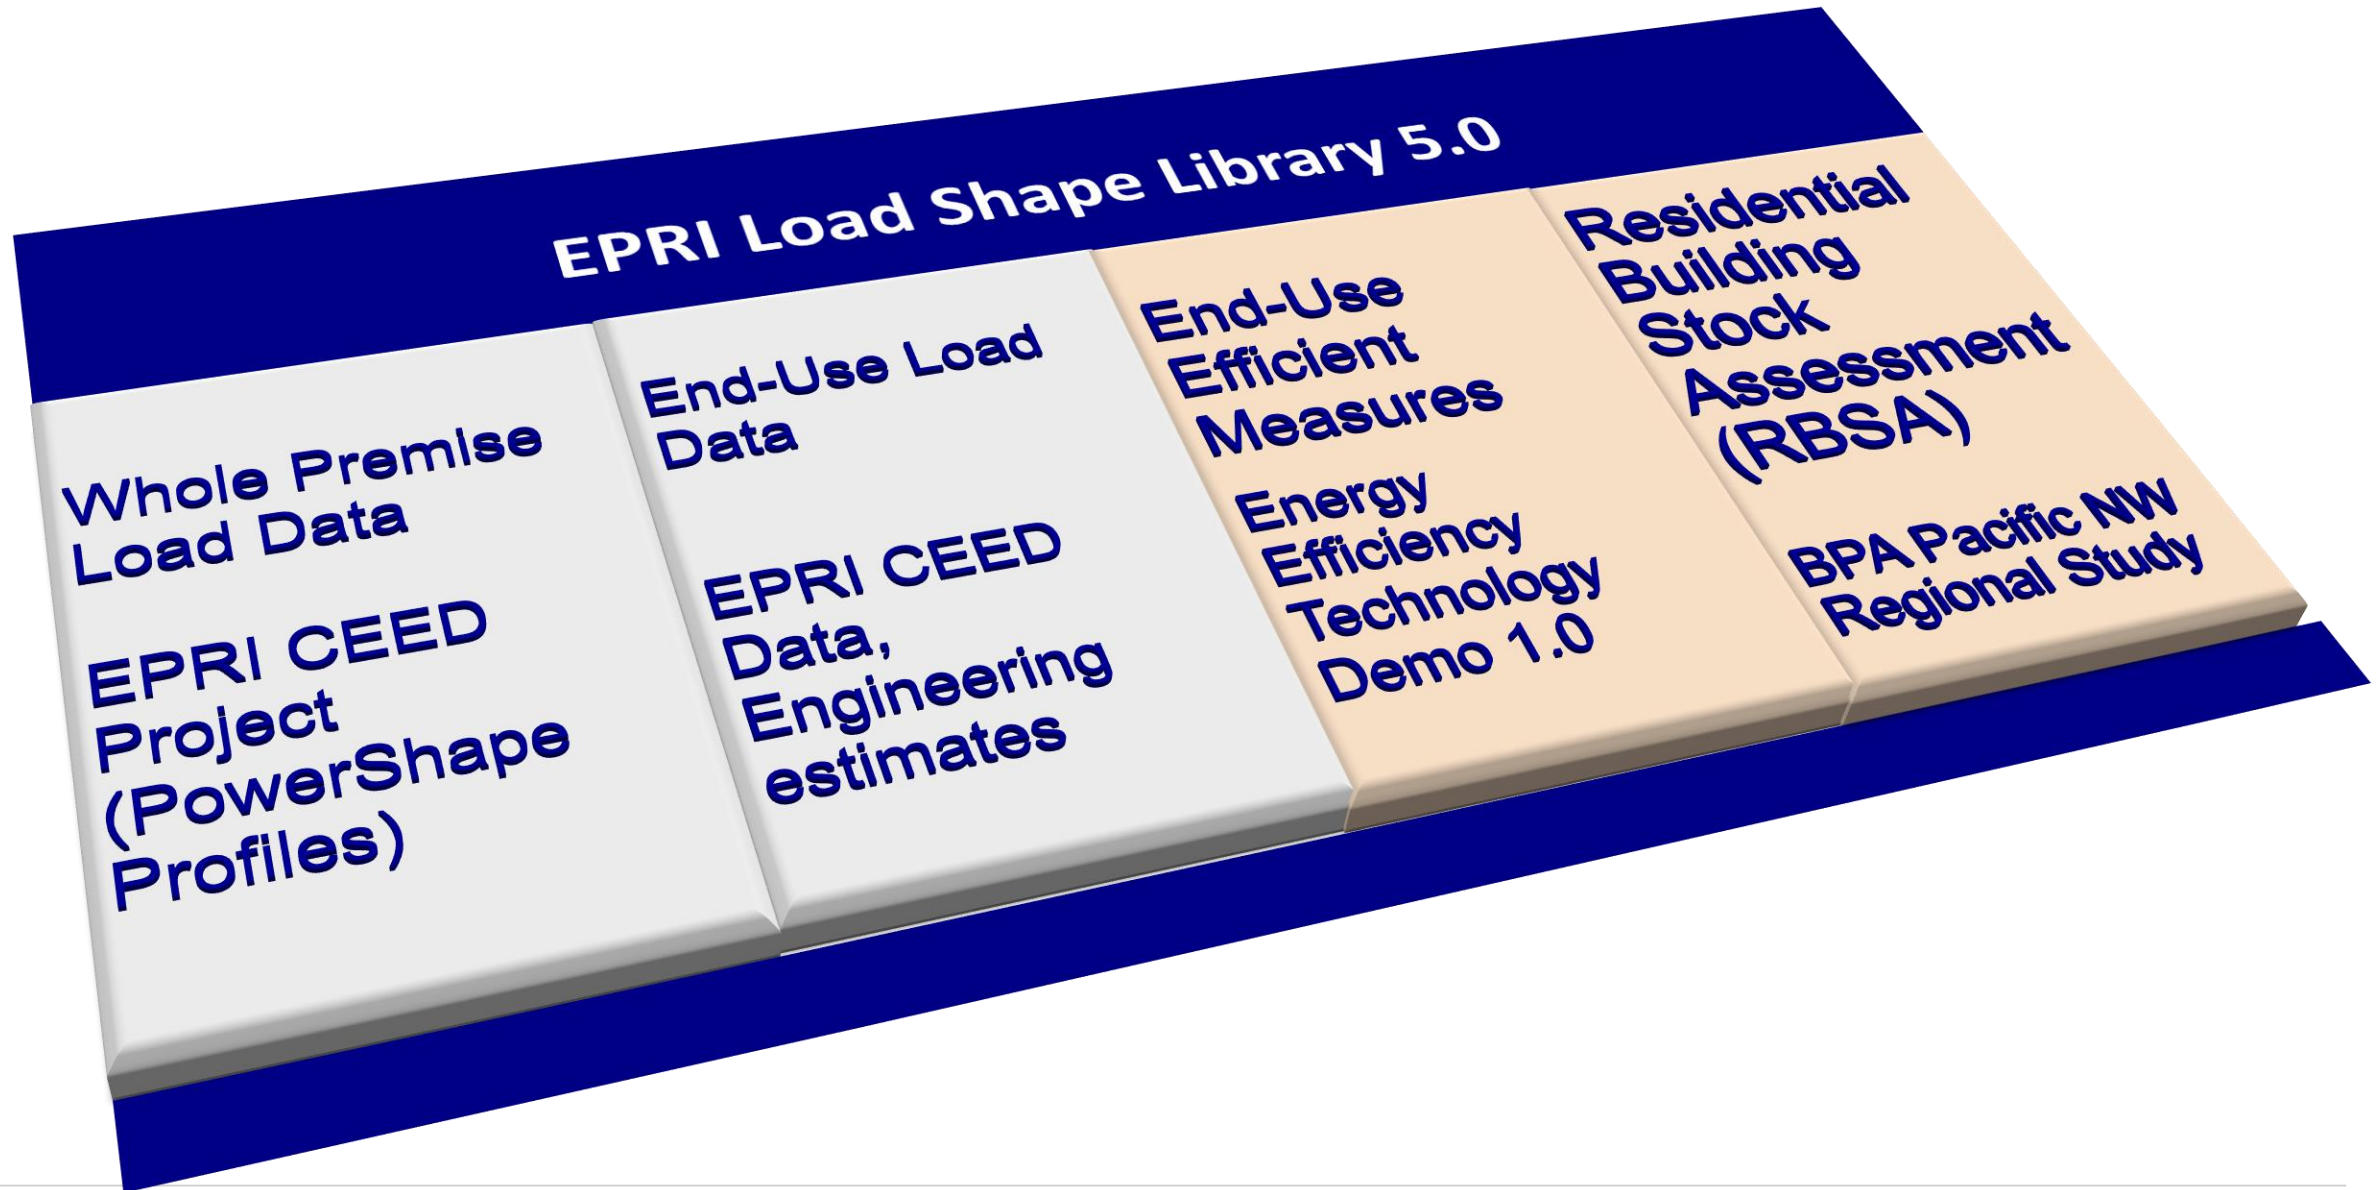 EPRI Load Shape Library 5.0
Whole Premise
Load Data
EPRI CEED
Project
(PowerShape
Profiles)
End-Use Load
Data
EPRI CEED
Data,
Engineering
estimates
End-Use
Efficient
Measures
Energy
Efficiency
Technology
Demo 1.0
Residential
Building
Stock
Assessment
(RBSA)
BPA Pacific NW
Regional Study